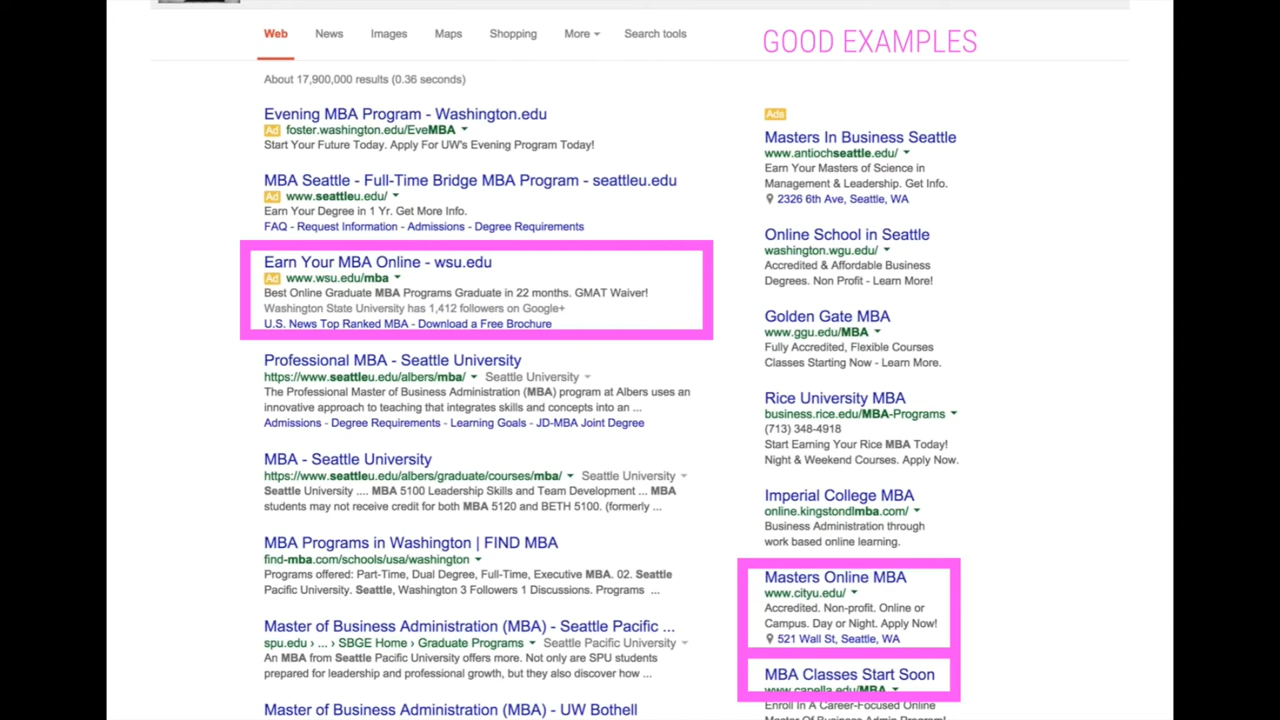 Web News Images Maps Shopping More Search tools
GOOD EXAMPLES
About 17,900,000 results (0.36 seconds)
Evening MBA Program - Washington.edu
Ad foster.washington.edu/EveMBA
Start Your Future Today. Apply For UW's Evening Program Today!
MBA Seattle - Full-Time Bridge MBA Program - seattleu.edu
Ad www.seattleu.edu/
Earn Your Degree in 1 Yr. Get More Info.
FAQ - Request Information - Admissions - Degree Requirements
Earn Your MBA Online - wsu.edu
Ad www.wsu.edu/mba
Best Online Graduate MBA Programs Graduate in 22 months. GMAT Waiver!
Washington State University has 1,412 followers on Google+
U.S. News Top Ranked MBA - Download a Free Brochure
Professional MBA - Seattle University
https://www.seattleu.edu/albers/mba/ Seattle University
The Professional Master of Business Administration (MBA) program at Albers uses an
innovative approach to teaching that integrates skills and concepts into an ...
Admissions - Degree Requirements - Learning Goals - JD-MBA Joint Degree
MBA - Seattle University
https://www.seattleu.edu/albers/graduate/courses/mba/ Seattle University
Seattle University .... MBA 5100 Leadership Skills and Team Development ... MBA
students may not receive credit for both MBA 5120 and BETH 5100. (formerly ...
MBA Programs in Washington | FIND MBA
find-mba.com/schools/usa/washington
Programs offered: Part-Time, Dual Degree, Full-Time, Executive MBA. 02. Seattle
Pacific University. Seattle, Washington 3 Followers 1 Discussions. Programs ...
Master of Business Administration (MBA) - Seattle Pacific ...
spu.edu › ... › SBGE Home › Graduate Programs Seattle Pacific University
An MBA from Seattle Pacific University offers more. Not only are SPU students
prepared for leadership and professional growth, but they also discover how ...
Master of Business Administration (MBA) - UW Bothell
Ads
Masters In Business Seattle
www.antiochseattle.edu/
Earn Your Masters of Science in
Management & Leadership. Get Info.
2326 6th Ave, Seattle, WA
Online School in Seattle
washington.wgu.edu/
Accredited & Affordable Business
Degrees. Non Profit - Learn More!
Golden Gate MBA
www.ggu.edu/MBA
Fully Accredited, Flexible Courses
Classes Starting Now - Learn More.
Rice University MBA
business.rice.edu/MBA-Programs
(713) 348-4918
Start Earning Your Rice MBA Today!
Night & Weekend Courses. Apply Now.
Imperial College MBA
online.kingstondlmba.com/
Business Administration through
work based online learning.
Masters Online MBA
www.cityu.edu/
Accredited. Non-profit. Online or
Campus. Day or Night. Apply Now!
521 Wall St, Seattle, WA
MBA Classes Start Soon
www.capella.edu/MBA
Enroll In A Career-Focused Online
Master Of Business Admin Program!